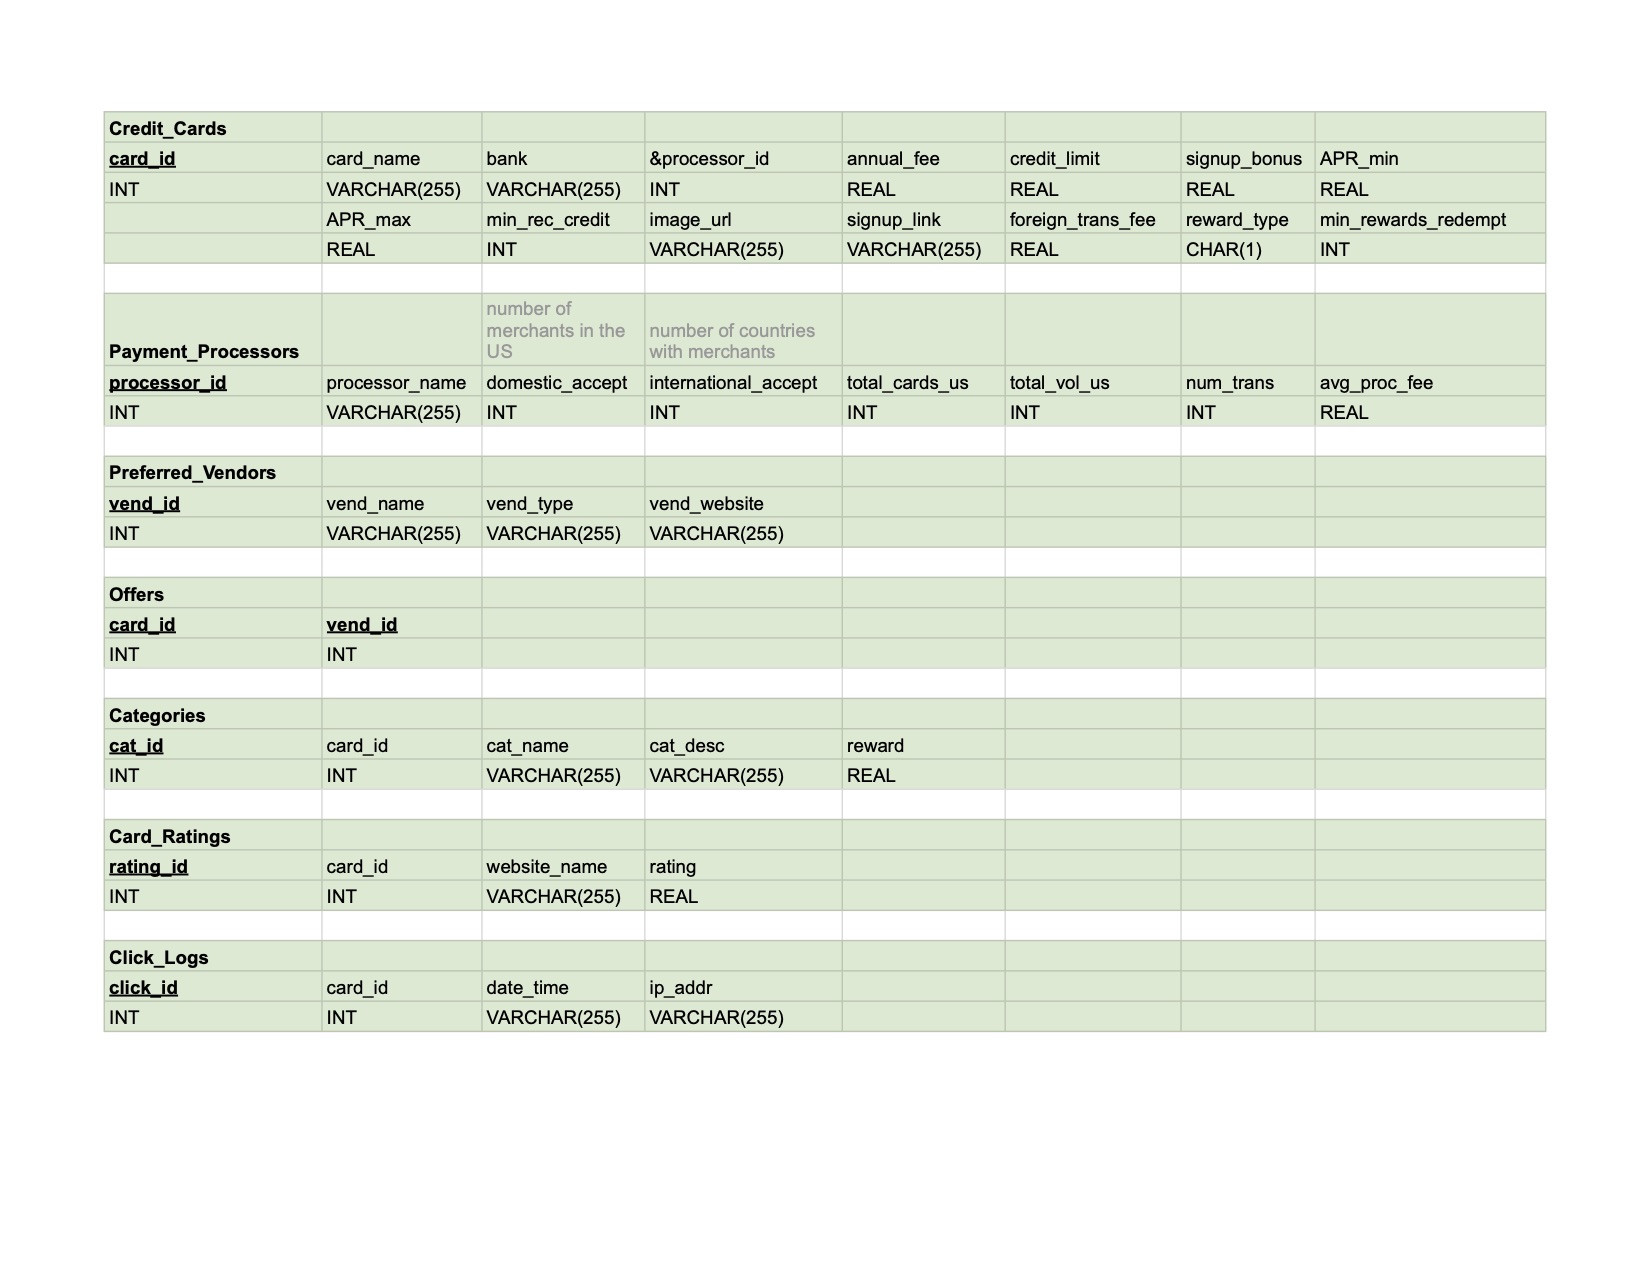 Credit_Cards
card_id card_name bank &processor_id annual_fee credit_limit signup_bonus APR_min
INT VARCHAR(255) VARCHAR(255) INT REAL REAL REAL REAL
APR_max min_rec_credit image_url signup_link foreign_trans_fee reward_type min_rewards_redempt
REAL INT VARCHAR(255) VARCHAR(255) REAL CHAR(1) INT
number of
merchants in the
US
number of countries
with merchants
Payment_Processors
processor_id processor_name domestic_accept international_accept total_cards_us total_vol_us num_trans avg_proc_fee
INT VARCHAR(255) INT INT INT INT INT REAL
Preferred_Vendors
vend_id vend_name vend_type vend_website
INT VARCHAR(255) VARCHAR(255) VARCHAR(255)
Offers
card_id vend_id
INT INT
Categories
cat_id card_id cat_name cat_desc reward
INT INT VARCHAR(255) VARCHAR(255) REAL
Card_Ratings
rating_id card_id website_name rating
INT INT VARCHAR(255) REAL
Click_Logs
click_id card_id date_time ip_addr
INT INT VARCHAR(255) VARCHAR(255)